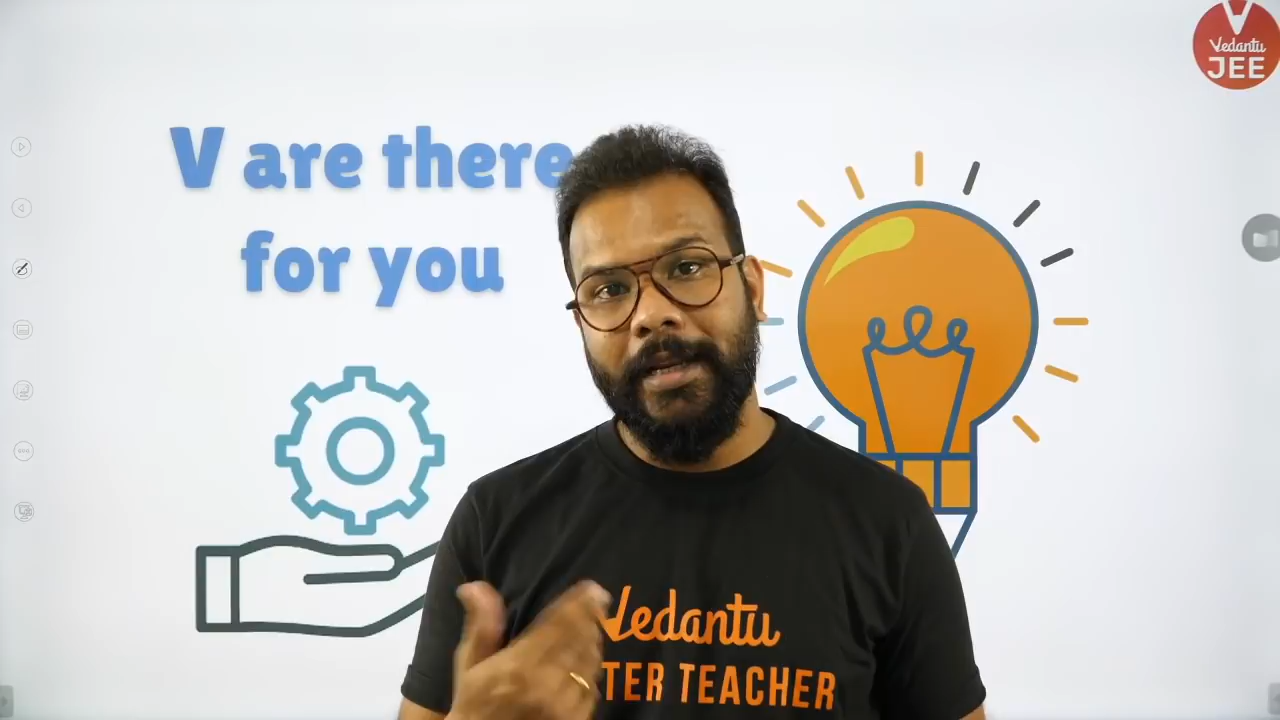 V are there
for you
Vedantu
JEE
Vedantu
TER TEACHER